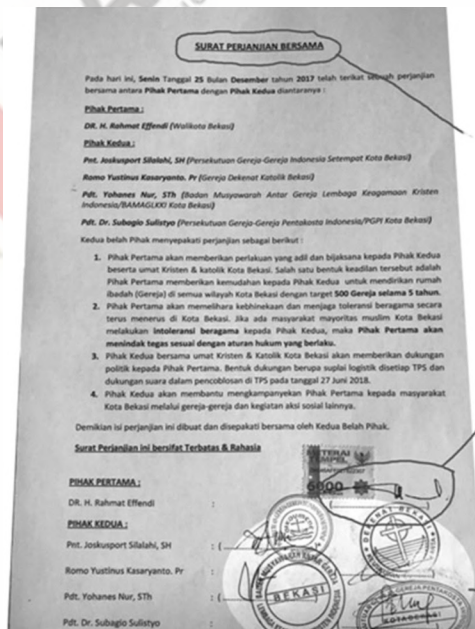 SURAT PERJANJIAN BERSAMA
Pada hari ini, Senin Tanggal 25 Bulan Desember tahun 2017 telah terikat sebuah perjanjian
bersama antara Pihak Pertama dengan Pihak Kedua diantaranya :
Pihak Pertama :
DR. H. Rahmat Effendi (Walikota Bekasi)
Pihak Kedua :
Pnt. Joskusport Silalahi, SH (Persekutuan Gereja-Gereja Indonesia Setempat Kota Bekasi)
Romo Yustinus Kasaryanto. Pr (Gereja Dekenat Katolik Bekasi)
Pdt. Yohanes Nur, STh (Badan Musyawarah Antar Gereja Lembaga Keagamaan Kristen
Indonesia/BAMAGLKKI Kota Bekasi)
Pdt. Dr. Subagio Sulistyo (Persekutuan Gereja-Gereja Pentakosta Indonesia/PGPI Kota Bekasi)
Kedua belah Pihak menyepakati perjanjian sebagai berikut :
1. Pihak Pertama akan memberikan perlakuan yang adil dan bijaksana kepada Pihak Kedua
beserta umat Kristen & katolik Kota Bekasi. Salah satu bentuk keadilan tersebut adalah
Pihak Pertama memberikan kemudahan kepada Pihak Kedua untuk mendirikan rumah
ibadah (Gereja) di semua wilayah Kota Bekasi dengan target 500 Gereja selama 5 tahun.
2. Pihak Pertama akan memelihara kebhinekaan dan menjaga toleransi beragama secara
terus menerus di Kota Bekasi. Jika ada masyarakat mayoritas muslim Kota Bekasi
melakukan intoleransi beragama kepada Pihak Kedua, maka Pihak Pertama akan
menindak tegas sesuai dengan aturan hukum yang berlaku.
3. Pihak Kedua bersama umat Kristen & Katolik Kota Bekasi akan memberikan dukungan
politik kepada Pihak Pertama. Bentuk dukungan berupa suplai logistik disetiap TPS dan
dukungan suara dalam pencoblosan di TPS pada tanggal 27 Juni 2018.
4. Pihak Kedua akan membantu mengkampanyekan Pihak Pertama kepada masyarakat
Kota Bekasi melalui gereja-gereja dan kegiatan aksi sosial lainnya.
Demikian isi perjanjian ini dibuat dan disepakati bersama oleh Kedua Belah Pihak.
Surat Perjanjian ini bersifat Terbatas & Rahasia
METERAI
TEMPEL
6000
PIHAK PERTAMA :
DR. H. Rahmat Effendi :
PIHAK KEDUA :
Pnt. Joskusport Silalahi, SH : (
Romo Yustinus Kasaryanto. Pr : (
Pdt. Yohanes Nur, STh : (
Pdt. Dr. Subagio Sulistyo :
DEKENAT BEKASI
BEKASI
GEREJA PENTAKOSTA
KOTA BEKASI